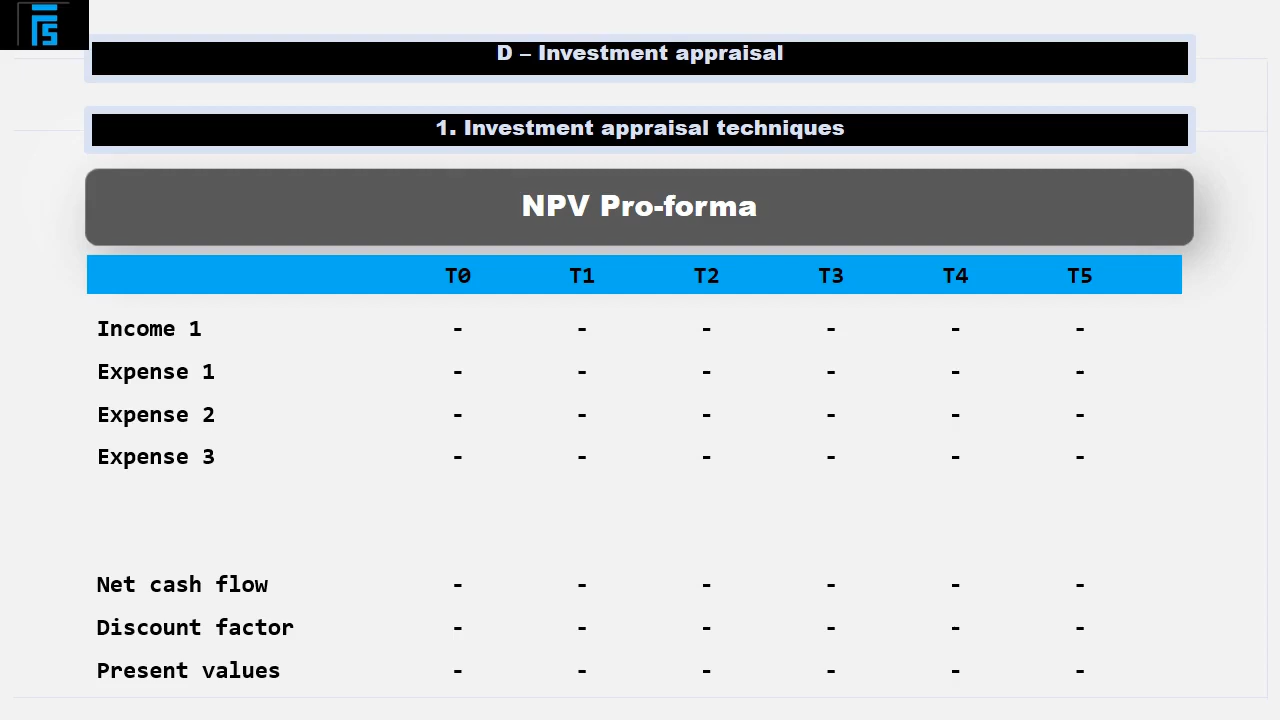 D – Investment appraisal
1. Investment appraisal techniques
NPV Pro-forma
T0 T1 T2 T3 T4 T5
Income 1 - - - - - -
Expense 1 - - - - - -
Expense 2 - - - - - -
Expense 3 - - - - - -
Net cash flow - - - - - -
Discount factor - - - - - -
Present values - - - - - -